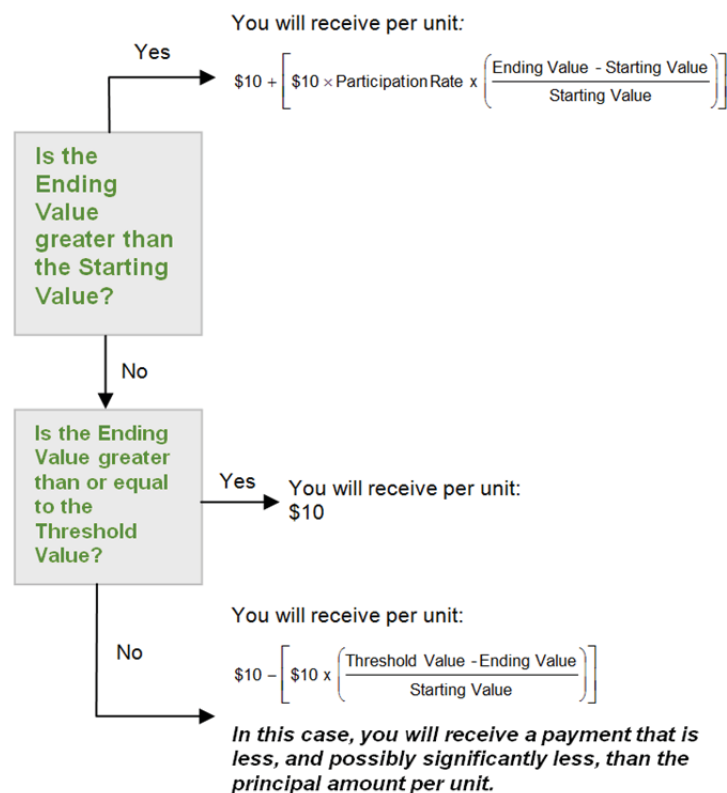 You will receive per unit:
Yes
$10 + [ $10 × Participation Rate x ( Ending Value - Starting Value / Starting Value ) ]
Is the
Ending
Value
greater than
the Starting
Value?
No
Is the Ending
Value greater
than or equal
to the
Threshold
Value?
Yes
You will receive per unit:
$10
No
You will receive per unit:
$10 – [ $10 x ( Threshold Value - Ending Value / Starting Value ) ]
In this case, you will receive a payment that is
less, and possibly significantly less, than the
principal amount per unit.